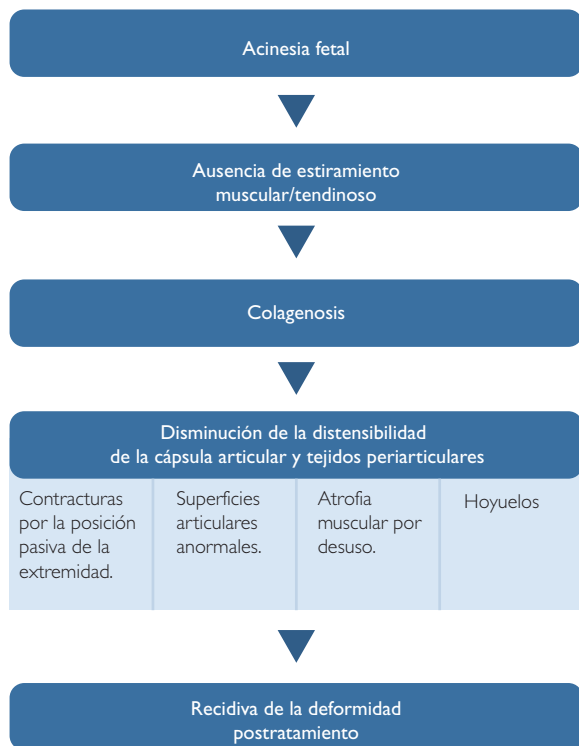 Acinesia fetal
Ausencia de estiramiento
muscular/tendinoso
Colagenosis
Disminución de la distensibilidad
de la cápsula articular y tejidos periarticulares
Contracturas
por la posición
pasiva de la
extremidad.
Superficies
articulares
anormales.
Atrofia
muscular por
desuso.
Hoyuelos
Recidiva de la deformidad
postratamiento